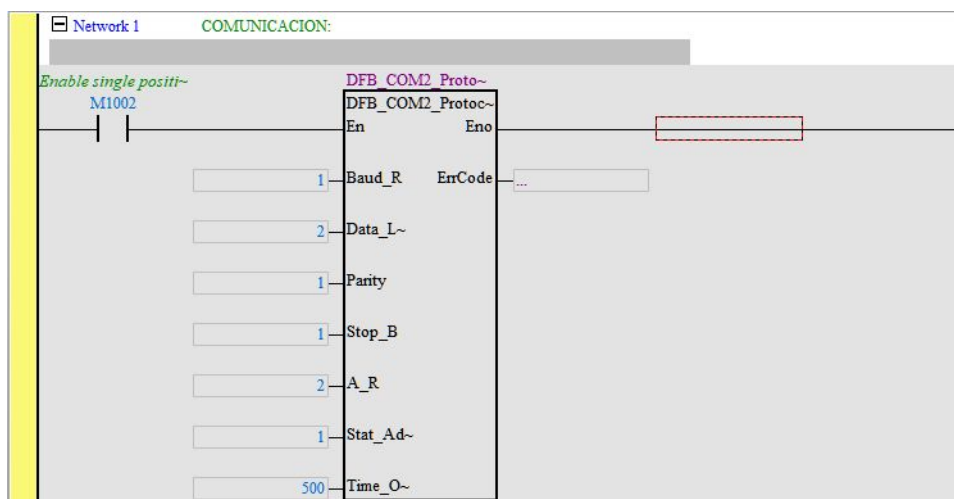 Network 1 COMUNICACION:
Enable single positi~ DFB_COM2_Proto~
M1002 DFB_COM2_Protoc~
En Eno
1 Baud_R ErrCode ...
2 Data_L~
1 Parity
1 Stop_B
2 A_R
1 Stat_Ad~
500 Time_O~